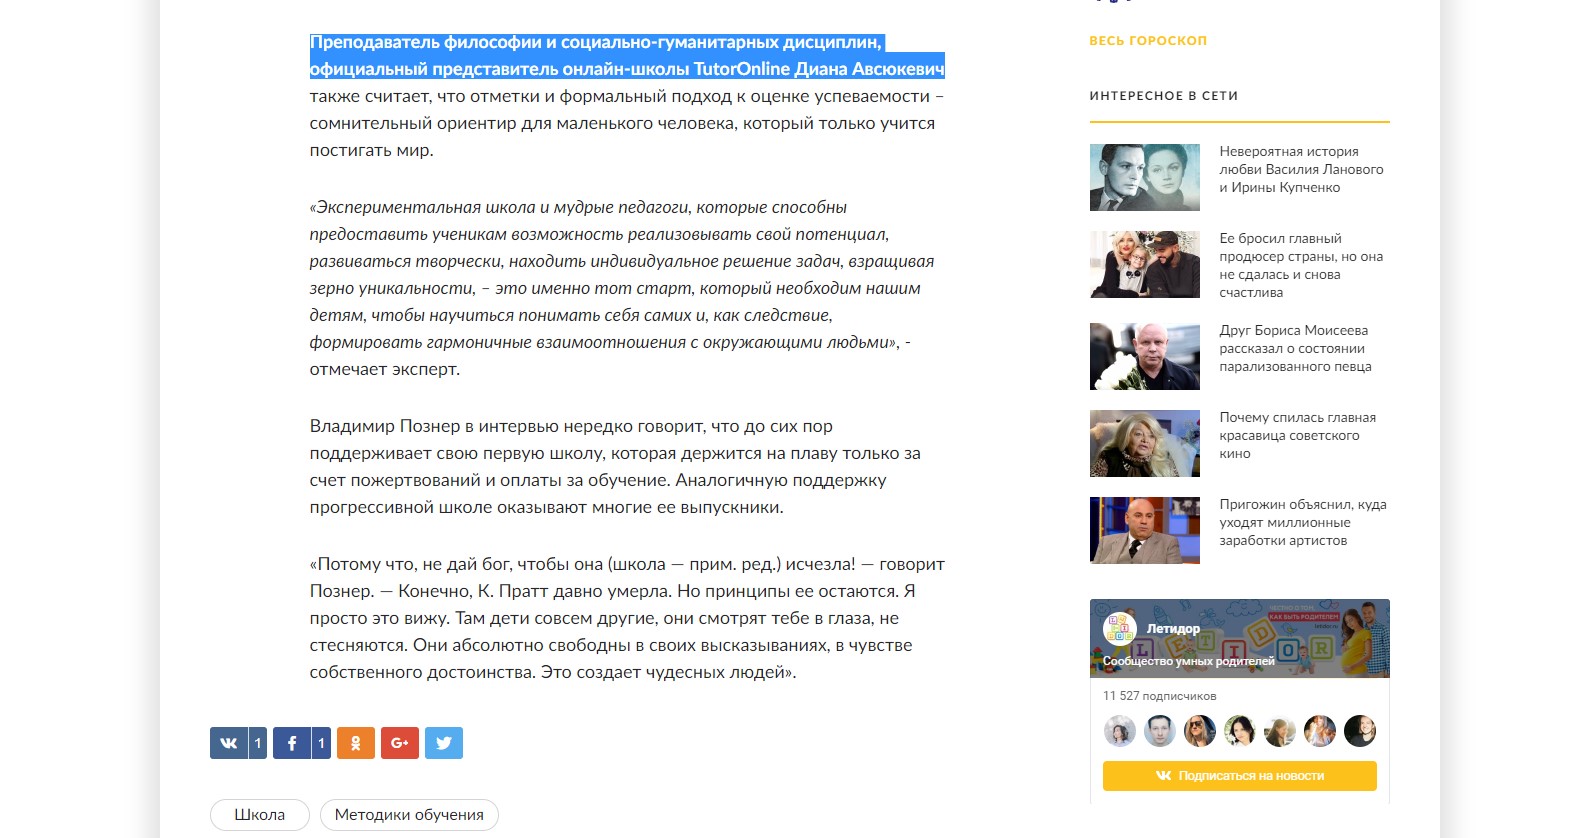 Преподаватель философии и социально-гуманитарных дисциплин,
официальный представитель онлайн-школы TutorOnline Диана Авсюкевич
также считает, что отметки и формальный подход к оценке успеваемости –
сомнительный ориентир для маленького человека, который только учится
постигать мир.
«Экспериментальная школа и мудрые педагоги, которые способны
предоставить ученикам возможность реализовывать свой потенциал,
развиваться творчески, находить индивидуальное решение задач, взращивая
зерно уникальности, – это именно тот старт, который необходим нашим
детям, чтобы научиться понимать себя самих и, как следствие,
формировать гармоничные взаимоотношения с окружающими людьми», -
отмечает эксперт.
Владимир Познер в интервью нередко говорит, что до сих пор
поддерживает свою первую школу, которая держится на плаву только за
счет пожертвований и оплаты за обучение. Аналогичную поддержку
прогрессивной школе оказывают многие ее выпускники.
«Потому что, не дай бог, чтобы она (школа — прим. ред.) исчезла! — говорит
Познер. — Конечно, К. Пратт давно умерла. Но принципы ее остаются. Я
просто это вижу. Там дети совсем другие, они смотрят тебе в глаза, не
стесняются. Они абсолютно свободны в своих высказываниях, в чувстве
собственного достоинства. Это создает чудесных людей».
1
1
G+
Школа
Методики обучения
ВЕСЬ ГОРОСКОП
ИНТЕРЕСНОЕ В СЕТИ
Невероятная история
любви Василия Ланового
и Ирины Купченко
Ее бросил главный
продюсер страны, но она
не сдалась и снова
счастлива
Друг Бориса Моисеева
рассказал о состоянии
парализованного певца
Почему спилась главная
красавица советского
кино
Пригожин объяснил, куда
уходят миллионные
заработки артистов
ЧЕСТНО О ТОМ,
КАК БЫТЬ РОДИТЕЛЕМ
letidor.ru
Летидор
LETIDOR
Сообщество умных родителей
11 527 подписчиков
Подписаться на новости